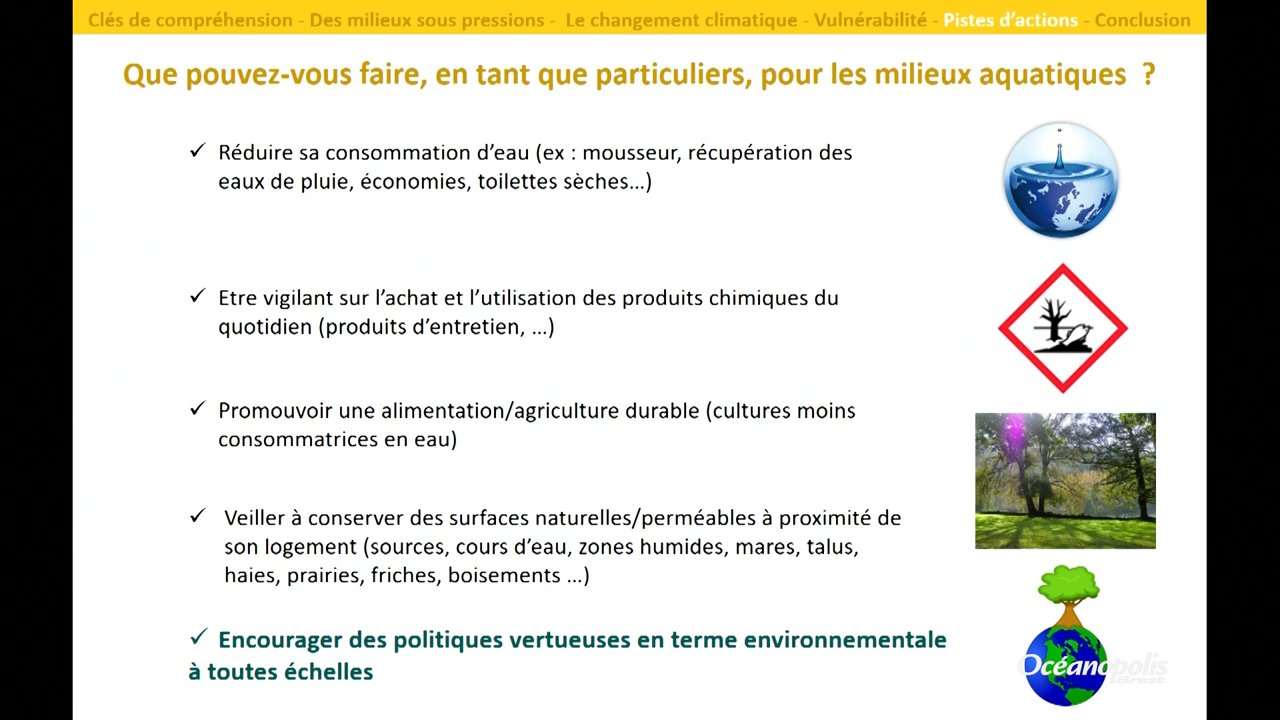 Clés de compréhension - Des milieux sous pressions - Le changement climatique - Vulnérabilité - Pistes d'actions - Conclusion
Que pouvez-vous faire, en tant que particuliers, pour les milieux aquatiques ?
✓ Réduire sa consommation d'eau (ex : mousseur, récupération des
eaux de pluie, économies, toilettes sèches...)
✓ Etre vigilant sur l'achat et l'utilisation des produits chimiques du
quotidien (produits d'entretien, ...)
✓ Promouvoir une alimentation/agriculture durable (cultures moins
consommatrices en eau)
✓ Veiller à conserver des surfaces naturelles/perméables à proximité de
son logement (sources, cours d'eau, zones humides, mares, talus,
haies, prairies, friches, boisements ...)
✓ Encourager des politiques vertueuses en terme environnementale
à toutes échelles
Océanopolis
Brest